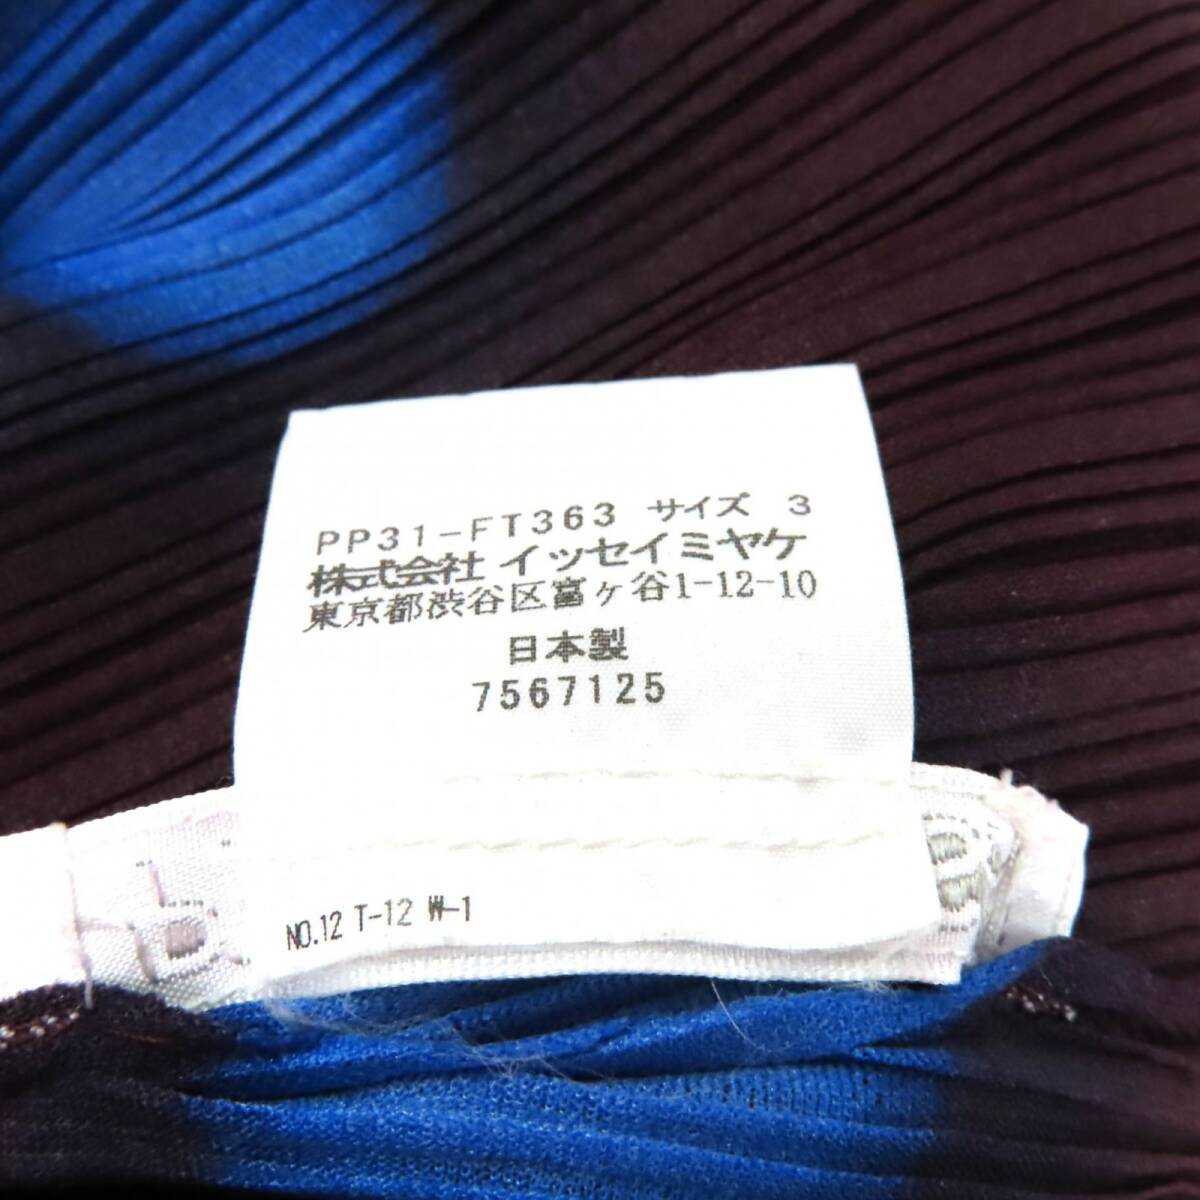 PP31-FT363 サイズ 3
株式会社 イッセイミヤケ
東京都渋谷区富ヶ谷1-12-10
日本製
7567125
NO.12 T-12 W-1